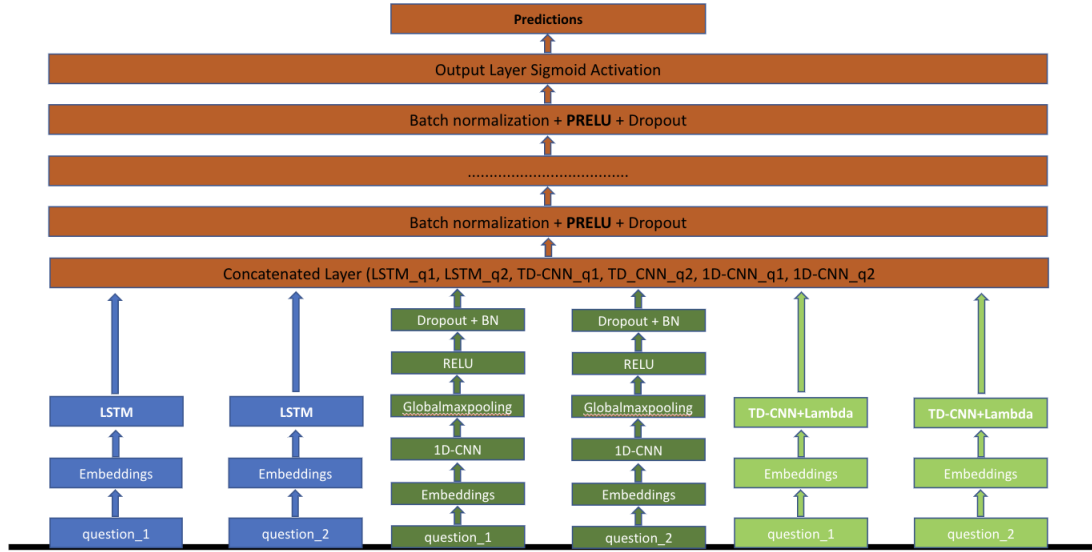 Predictions
Output Layer Sigmoid Activation
Batch normalization + PRELU + Dropout
.....................................
Batch normalization + PRELU + Dropout
Concatenated Layer (LSTM_q1, LSTM_q2, TD-CNN_q1, TD_CNN_q2, 1D-CNN_q1, 1D-CNN_q2
Dropout + BN
Dropout + BN
RELU
RELU
LSTM
LSTM
Globalmaxpooling
Globalmaxpooling
TD-CNN+Lambda
TD-CNN+Lambda
1D-CNN
1D-CNN
Embeddings
Embeddings
Embeddings
Embeddings
Embeddings
Embeddings
question_1
question_2
question_1
question_2
question_1
question_2